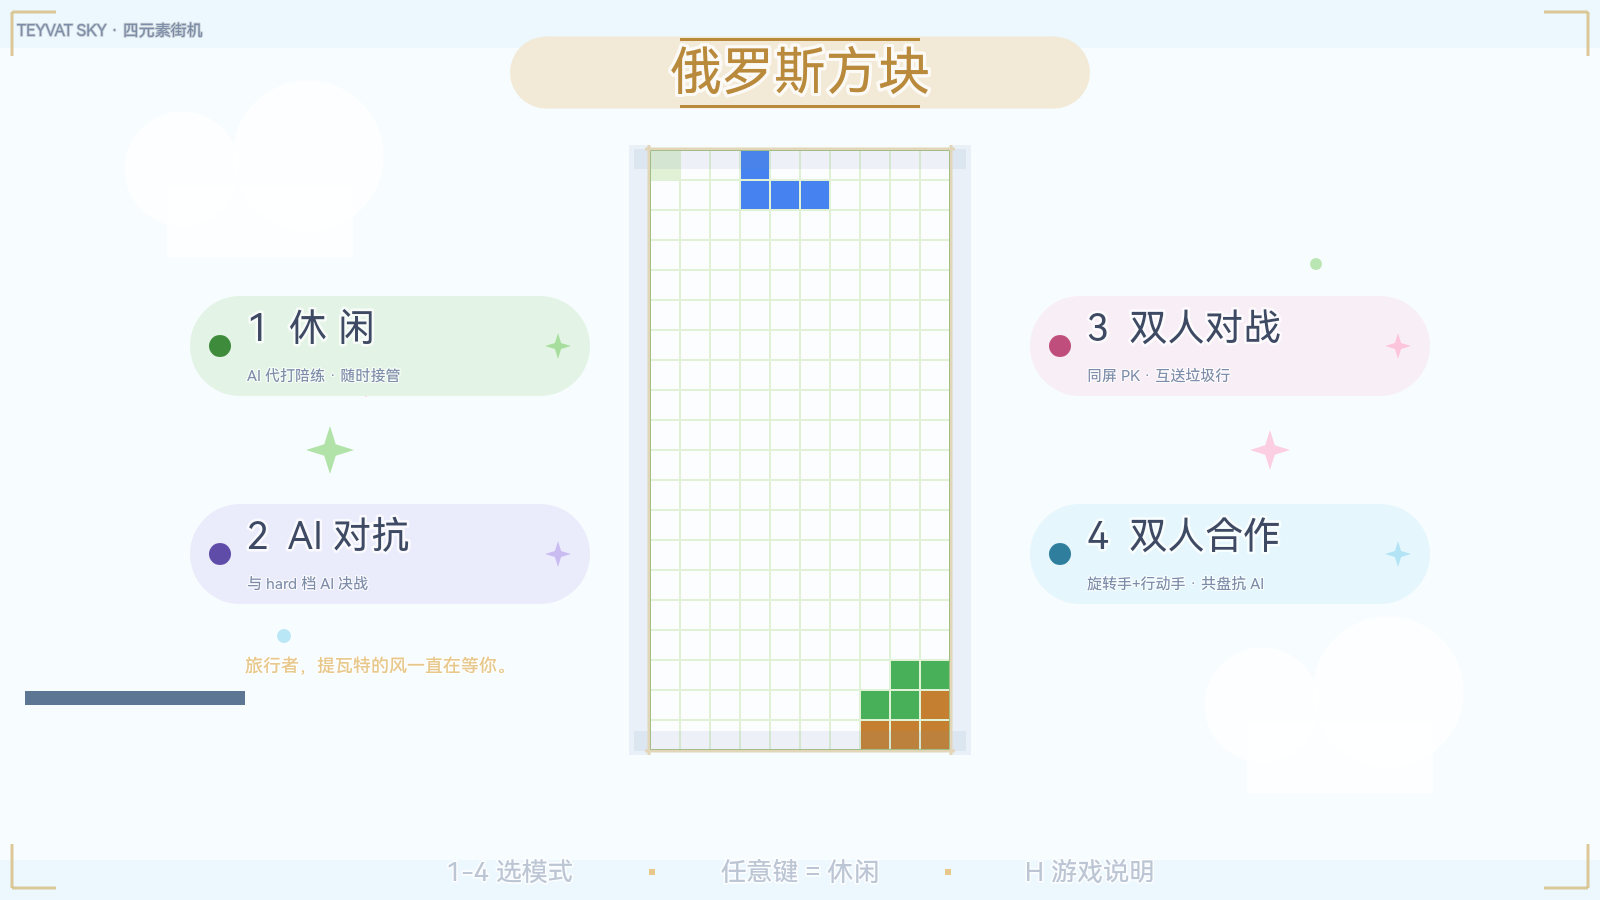 TEYVAT SKY · 四元素街机
俄罗斯方块
1 休 闲
AI 代打陪练 · 随时接管
2 AI 对抗
与 hard 档 AI 决战
旅行者，提瓦特的风一直在等你。
3 双人对战
同屏 PK · 互送垃圾行
4 双人合作
旋转手+行动手 · 共盘抗 AI
1-4 选模式 · 任意键 = 休闲 · H 游戏说明